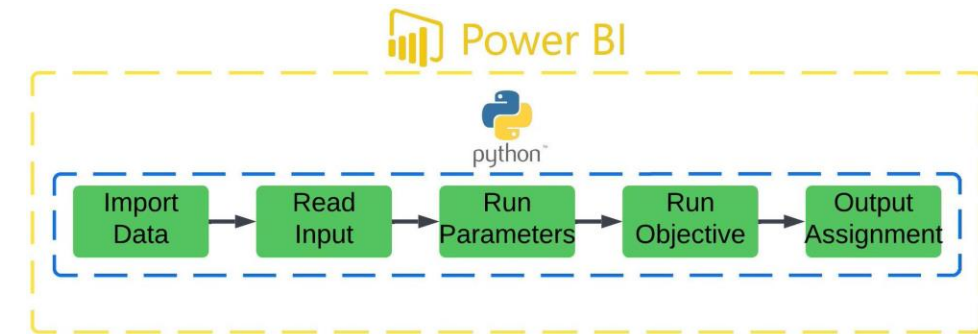 Power BI
python™
Import
Data
Read
Input
Run
Parameters
Run
Objective
Output
Assignment